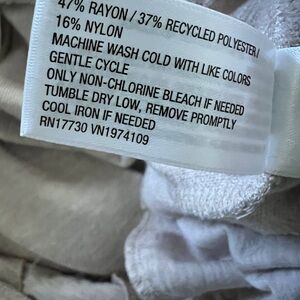 47% RAYON / 37% RECYCLED POLYESTER /
16% NYLON
MACHINE WASH COLD WITH LIKE COLORS
GENTLE CYCLE
ONLY NON-CHLORINE BLEACH IF NEEDED
TUMBLE DRY LOW, REMOVE PROMPTLY
COOL IRON IF NEEDED
RN17730 VN1974109